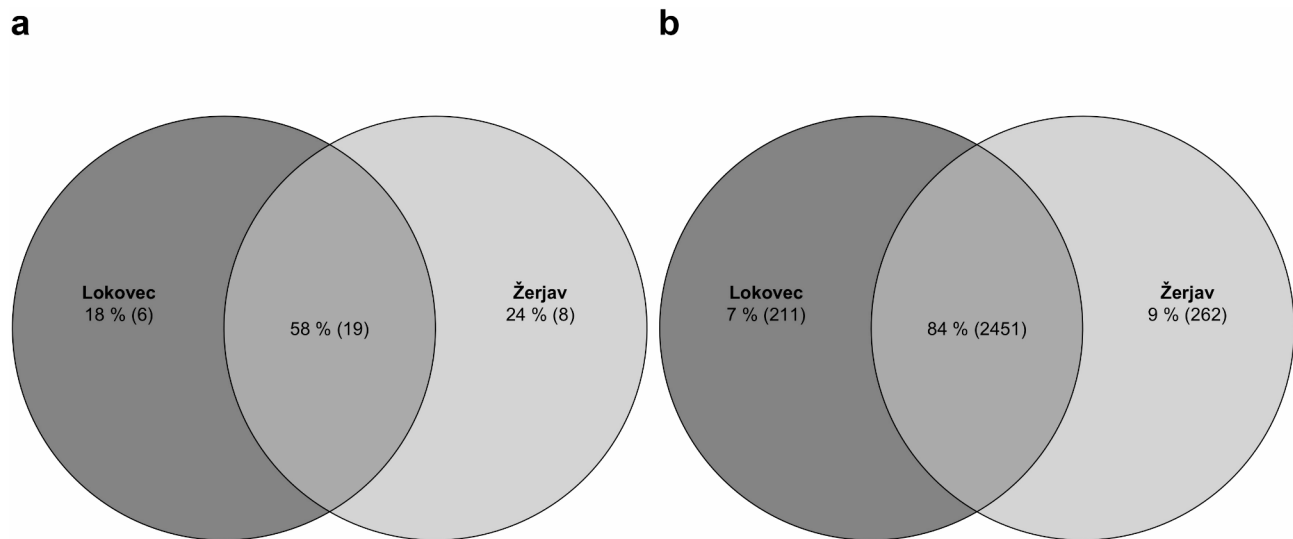 a
b
Lokovec
18 % (6)
58 % (19)
Žerjav
24 % (8)
Lokovec
7 % (211)
84 % (2451)
Žerjav
9 % (262)